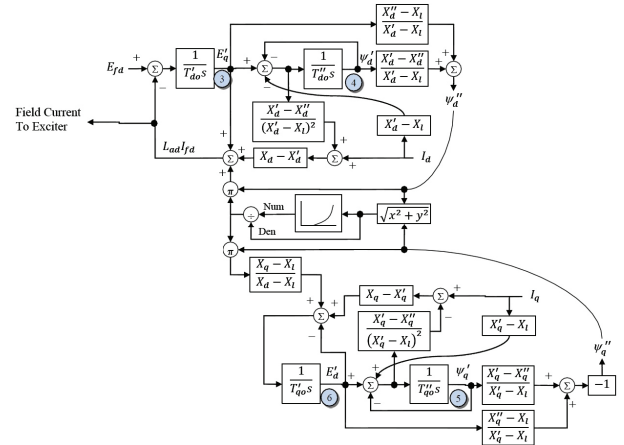 X''_d − X_l / X'_d − X_l
E_fd + Σ − 1 / T'_do s E'_q 3 + Σ − − 1 / T''_do s ψ'_d 4 X''_d − X_l / X'_d − X_l + + Σ
ψ''_d
Field Current
To Exciter
X'_d − X''_d / (X'_d − X_l)^2
X'_d − X_l
L_ad I_fd + Σ + + X_d − X'_d Σ + + I_d
π
Num
÷ √x^2 + y^2
Den
π
X_q − X_l / X_d − X_l
+ Σ + − X_q − X'_q Σ + − I_q
X'_q − X''_q / (X'_q − X_l)^2
X'_q − X_l
ψ''_q
1 / T'_qo s E'_d 6 + Σ + − 1 / T''_qo s ψ'_q 5 X'_q − X''_q / X'_q − X_l + Σ + −1
X''_q − X_l / X'_q − X_l